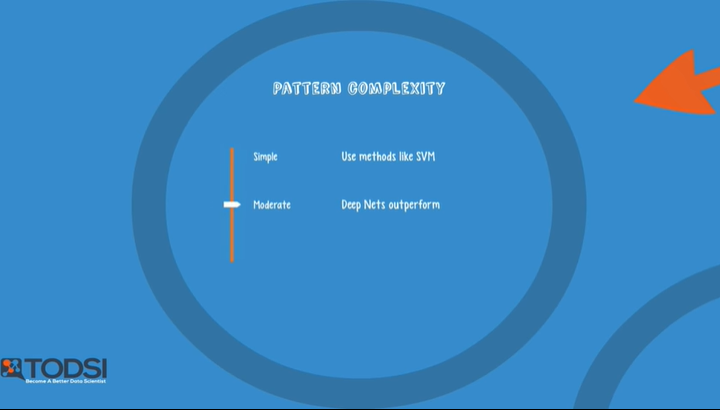 PATTERN COMPLEXITY
Simple Use methods like SVM
Moderate Deep Nets outperform
TODSI
Become A Better Data Scientist